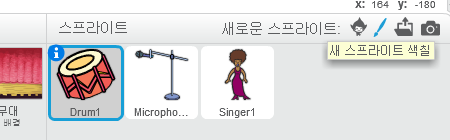 x: 164 y: -180
스프라이트 새로운 스프라이트:
새 스프라이트 색칠
무대
배경
Drum1 Micropho... Singer1